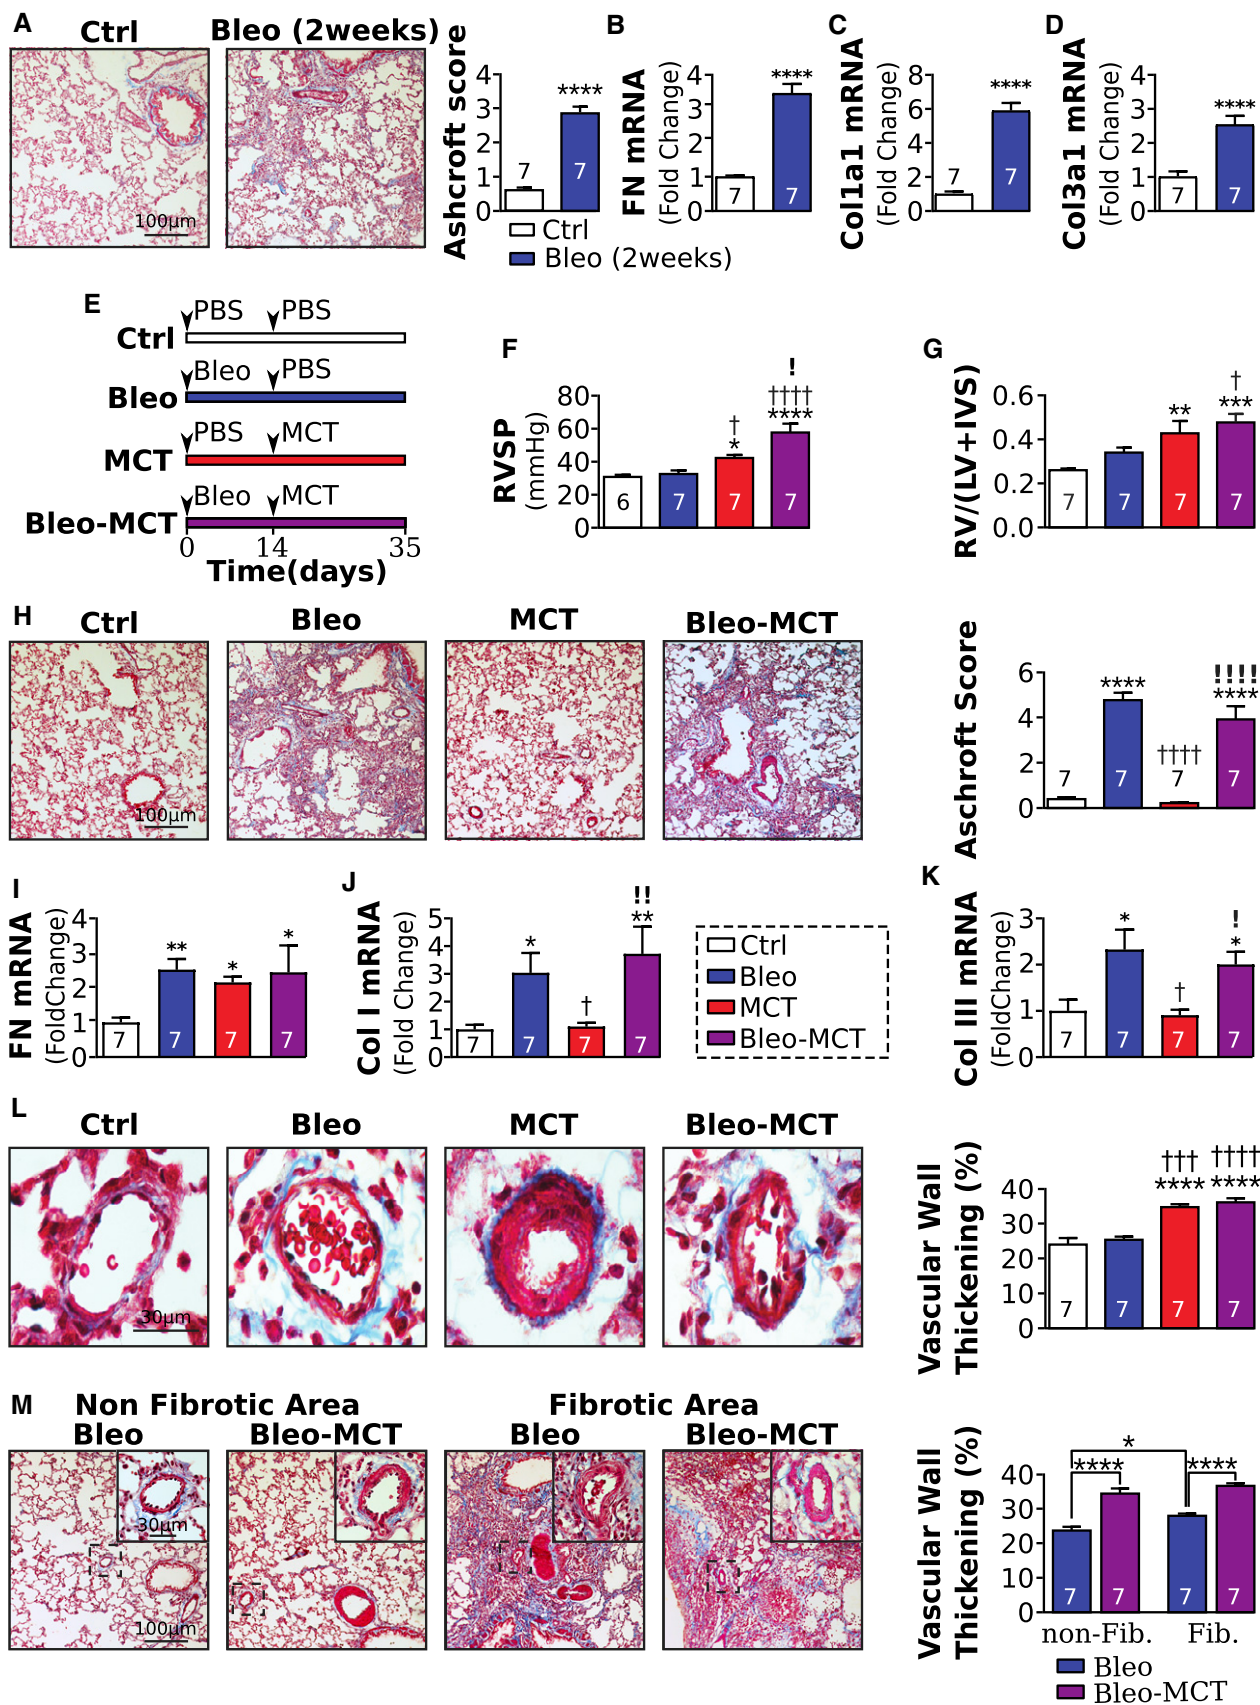 A
Ctrl
Bleo (2weeks)
100µm
Ashcroft score
4
3
2
1
0
****
7
7
Ctrl
Bleo (2weeks)
B
FN mRNA
(Fold Change)
4
3
2
1
0
****
7
7
C
Col1a1 mRNA
(Fold Change)
8
6
4
2
0
****
7
7
D
Col3a1 mRNA
(Fold Change)
4
3
2
1
0
****
7
7
E
PBS PBS
Ctrl
Bleo PBS
Bleo
PBS MCT
MCT
Bleo MCT
Bleo-MCT
0 14 35
Time(days)
F
RVSP
(mmHg)
80
60
40
20
0
†
*
!
††††
****
6 7 7 7
G
RV/(LV+IVS)
0.6
0.4
0.2
0.0
**
†
***
7 7 7 7
H
Ctrl
Bleo
MCT
Bleo-MCT
100µm
Aschroft Score
6
4
2
0
****
††††
!!!!
****
7 7 7 7
I
FN mRNA
(FoldChange)
4
3
2
1
0
** * *
7 7 7 7
J
Col I mRNA
(Fold Change)
5
4
3
2
1
0
*
†
!!
**
7 7 7 7
Ctrl
Bleo
MCT
Bleo-MCT
K
Col III mRNA
(FoldChange)
3
2
1
0
*
†
!
*
7 7 7 7
L
Ctrl
Bleo
MCT
Bleo-MCT
30µm
Vascular Wall
Thickening (%)
40
30
20
10
0
††† ††††
**** ****
7 7 7 7
M
Non Fibrotic Area
Fibrotic Area
Bleo
Bleo-MCT
Bleo
Bleo-MCT
30µm
100µm
Vascular Wall
Thickening (%)
40
30
20
10
0
*
**** ****
7 7 7 7
non-Fib. Fib.
Bleo
Bleo-MCT